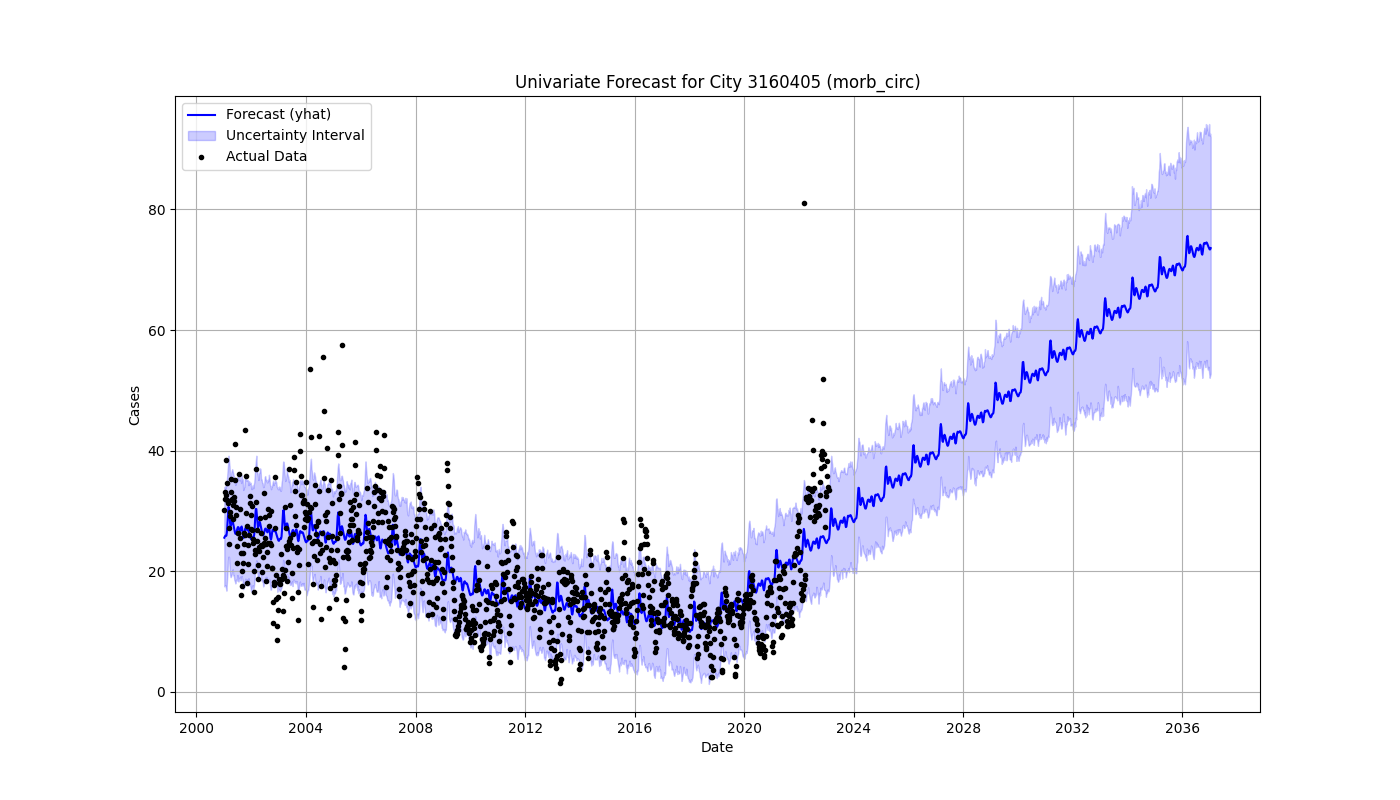 Univariate Forecast for City 3160405 (morb_circ)
Forecast (yhat)
Uncertainty Interval
Actual Data
Cases
80
60
40
20
0
2000 2004 2008 2012 2016 2020 2024 2028 2032 2036
Date